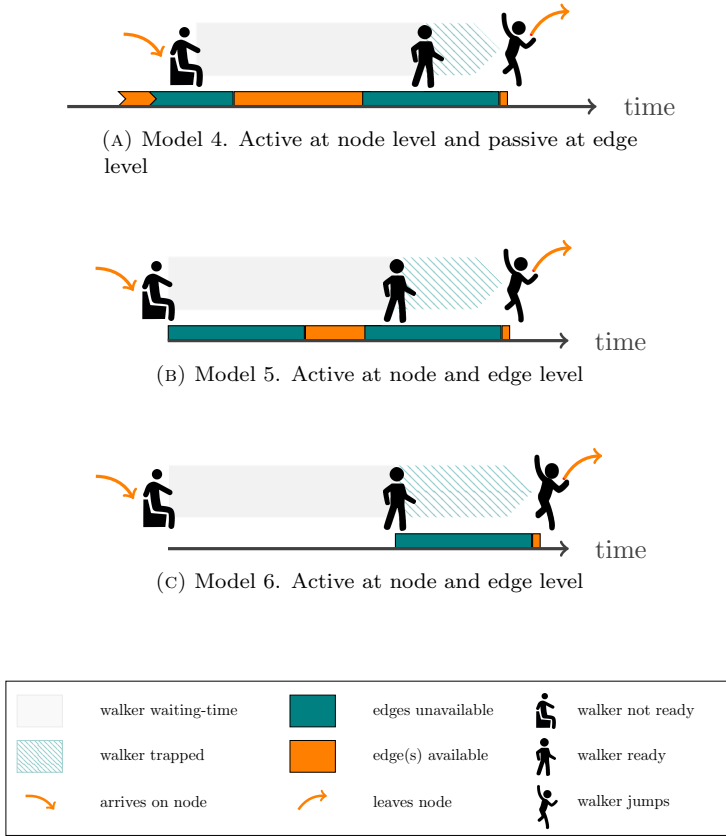 time
(A) Model 4. Active at node level and passive at edge
level
time
(B) Model 5. Active at node and edge level
time
(C) Model 6. Active at node and edge level
walker waiting-time edges unavailable walker not ready
walker trapped edge(s) available walker ready
arrives on node leaves node walker jumps